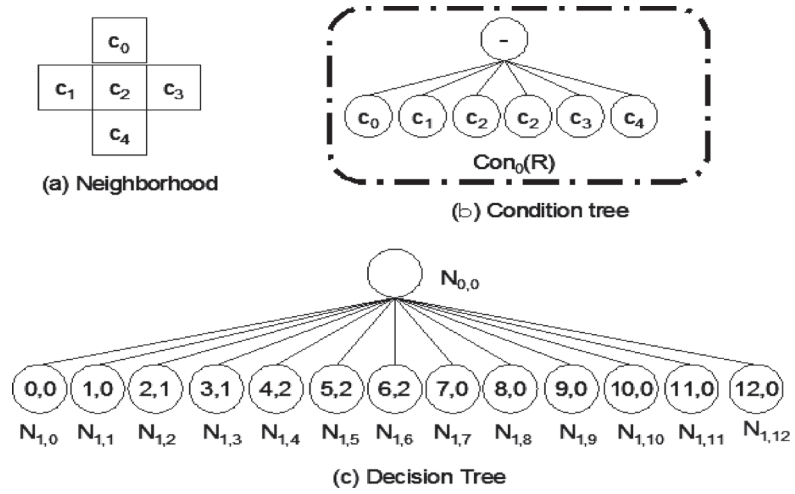 c0
c1 c2 c3
c4
(a) Neighborhood
-
c0 c1 c2 c2 c3 c4
Con0(R)
(b) Condition tree
N0,0
0,0 1,0 2,1 3,1 4,2 5,2 6,2 7,0 8,0 9,0 10,0 11,0 12,0
N1,0 N1,1 N1,2 N1,3 N1,4 N1,5 N1,6 N1,7 N1,8 N1,9 N1,10 N1,11 N1,12
(c) Decision Tree